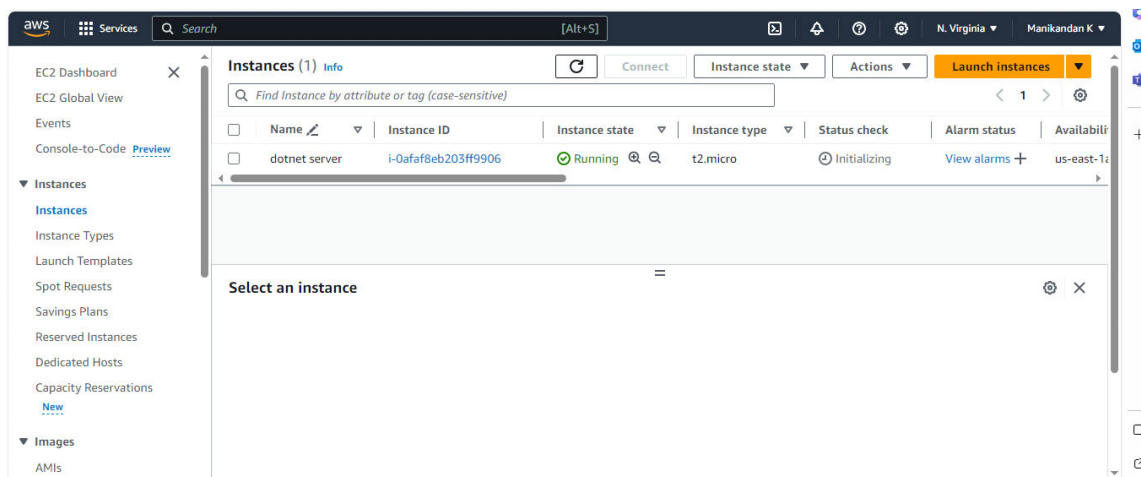 aws Services Search [Alt+S] N. Virginia Manikandan K
EC2 Dashboard
EC2 Global View
Events
Console-to-Code Preview
Instances
Instances
Instance Types
Launch Templates
Spot Requests
Savings Plans
Reserved Instances
Dedicated Hosts
Capacity Reservations
New
Images
AMIs
Instances (1) Info Connect Instance state Actions Launch instances
Find Instance by attribute or tag (case-sensitive) 1
Name Instance ID Instance state Instance type Status check Alarm status Availabili
dotnet server i-0afaf8eb203ff9906 Running t2.micro Initializing View alarms + us-east-1a
Select an instance